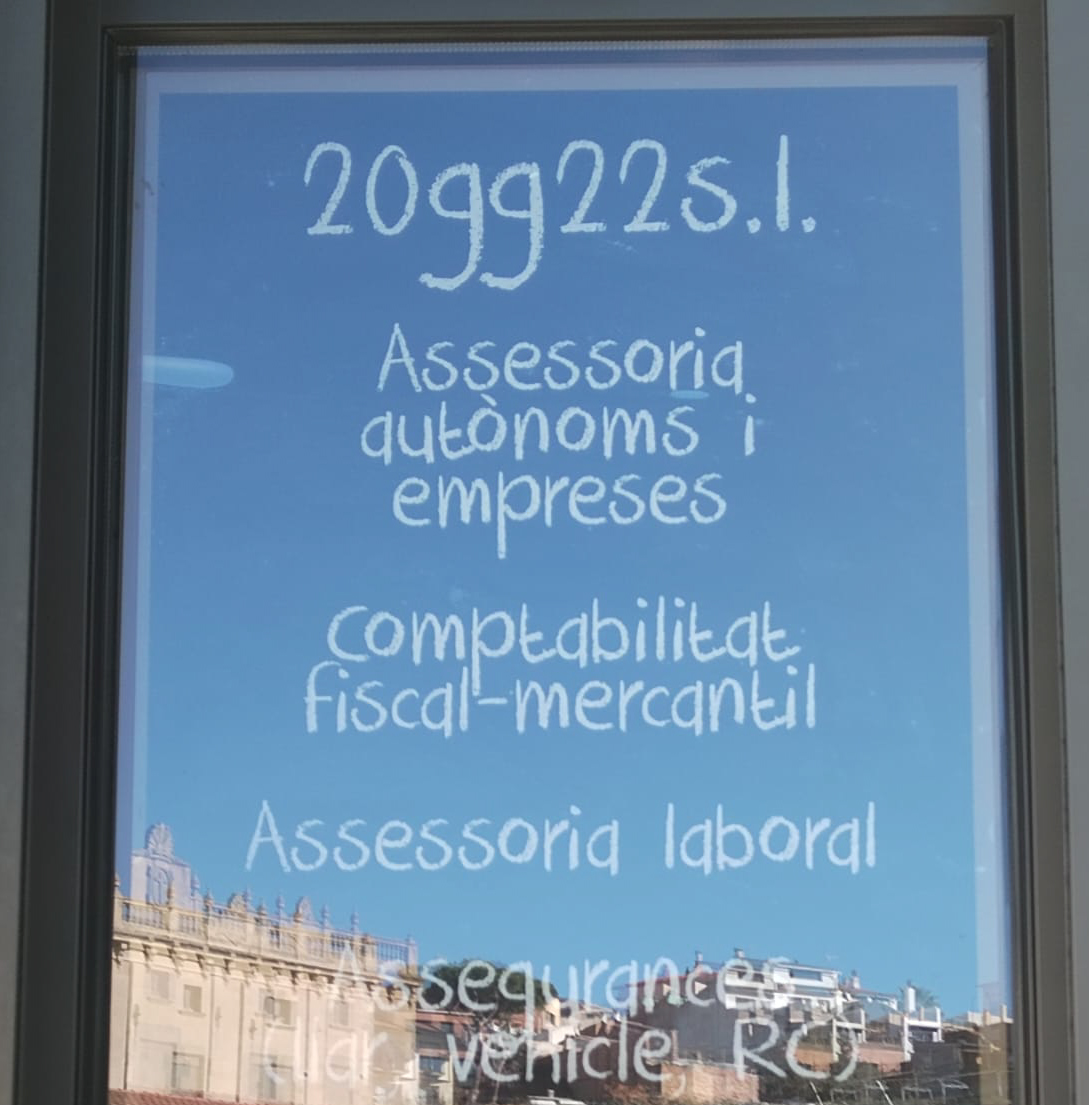 20gg22s.l.
Assessoria
autònoms i
empreses
comptabilitat
fiscal-mercantil
Assessoria laboral
Assegurances
(llar, vehicle, RC)